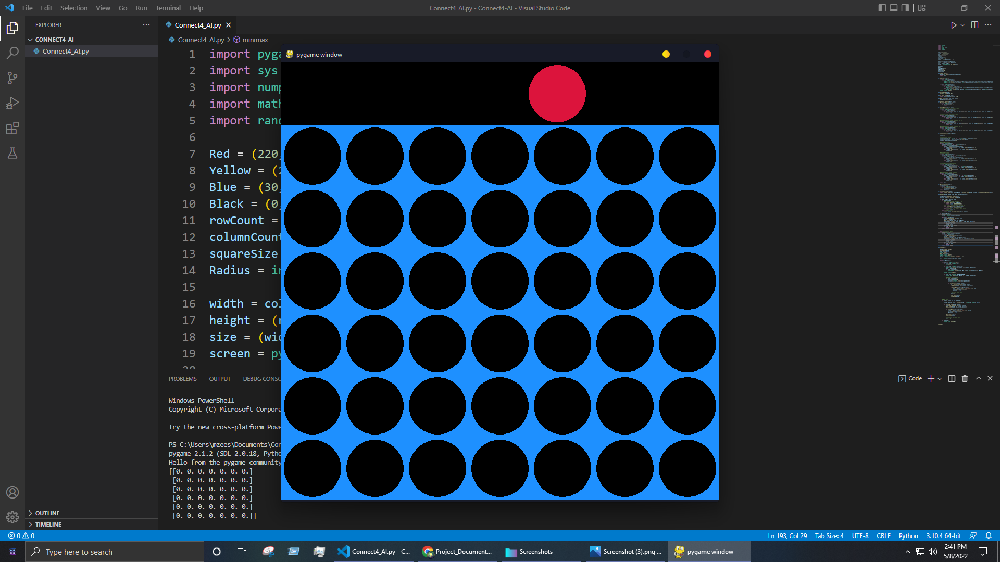 File Edit Selection View Go Run Terminal Help
Connect4_AI.py - Connect4-AI - Visual Studio Code
EXPLORER
CONNECT4-AI
Connect4_AI.py
OUTLINE
TIMELINE
Connect4_AI.py
Connect4_AI.py > minimax
1 import pyga
2 import sys
3 import nump
4 import math
5 import rand
6
7 Red = (220,
8 Yellow = (2
9 Blue = (30,
10 Black = (0,
11 rowCount =
12 columnCount
13 squareSize
14 Radius = in
15
16 width = col
17 height = (r
18 size = (wid
19 screen = py
pygame window
PROBLEMS OUTPUT DEBUG CONSO
Code
Windows PowerShell
Copyright (C) Microsoft Corpora
Try the new cross-platform Powe
PS C:\Users\mzees\Documents\Con
pygame 2.1.2 (SDL 2.0.18, Pytho
Hello from the pygame community
[[0. 0. 0. 0. 0. 0. 0.]
[0. 0. 0. 0. 0. 0. 0.]
[0. 0. 0. 0. 0. 0. 0.]
[0. 0. 0. 0. 0. 0. 0.]
[0. 0. 0. 0. 0. 0. 0.]
[0. 0. 0. 0. 0. 0. 0.]]
0 0
Ln 193, Col 29 Tab Size: 4 UTF-8 CRLF Python 3.10.4 64-bit
Type here to search
Connect4_AI.py - C...
Project_Document...
Screenshots
Screenshot (3).png ...
pygame window
2:41 PM
5/8/2022